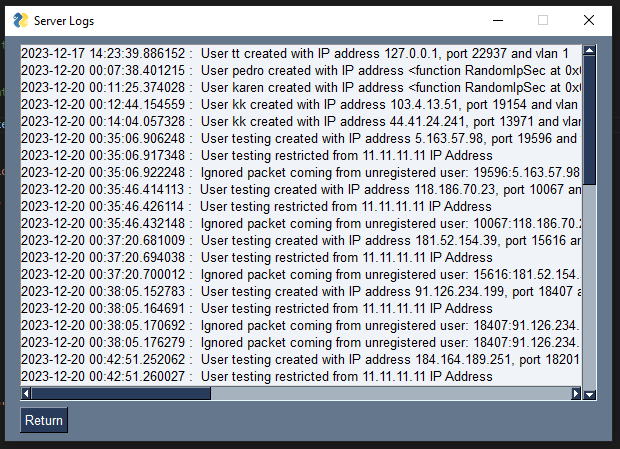 Server Logs
2023-12-17 14:23:39.886152 : User tt created with IP address 127.0.0.1, port 22937 and vlan 1
2023-12-20 00:07:38.401215 : User pedro created with IP address <function RandomIpSec at 0x
2023-12-20 00:11:25.374028 : User karen created with IP address <function RandomIpSec at 0x
2023-12-20 00:12:44.154559 : User kk created with IP address 103.4.13.51, port 19154 and vlan
2023-12-20 00:14:04.057328 : User kk created with IP address 44.41.24.241, port 13971 and vlan
2023-12-20 00:35:06.906248 : User testing created with IP address 5.163.57.98, port 19596 and
2023-12-20 00:35:06.917348 : User testing restricted from 11.11.11.11 IP Address
2023-12-20 00:35:06.922248 : Ignored packet coming from unregistered user: 19596:5.163.57.98
2023-12-20 00:35:46.414113 : User testing created with IP address 118.186.70.23, port 10067 an
2023-12-20 00:35:46.426114 : User testing restricted from 11.11.11.11 IP Address
2023-12-20 00:35:46.432148 : Ignored packet coming from unregistered user: 10067:118.186.70.2
2023-12-20 00:37:20.681009 : User testing created with IP address 181.52.154.39, port 15616 an
2023-12-20 00:37:20.694038 : User testing restricted from 11.11.11.11 IP Address
2023-12-20 00:37:20.700012 : Ignored packet coming from unregistered user: 15616:181.52.154.
2023-12-20 00:38:05.152783 : User testing created with IP address 91.126.234.199, port 18407 a
2023-12-20 00:38:05.164691 : User testing restricted from 11.11.11.11 IP Address
2023-12-20 00:38:05.170692 : Ignored packet coming from unregistered user: 18407:91.126.234.
2023-12-20 00:38:05.176279 : Ignored packet coming from unregistered user: 18407:91.126.234.
2023-12-20 00:42:51.252062 : User testing created with IP address 184.164.189.251, port 18201
2023-12-20 00:42:51.260027 : User testing restricted from 11.11.11.11 IP Address
Return